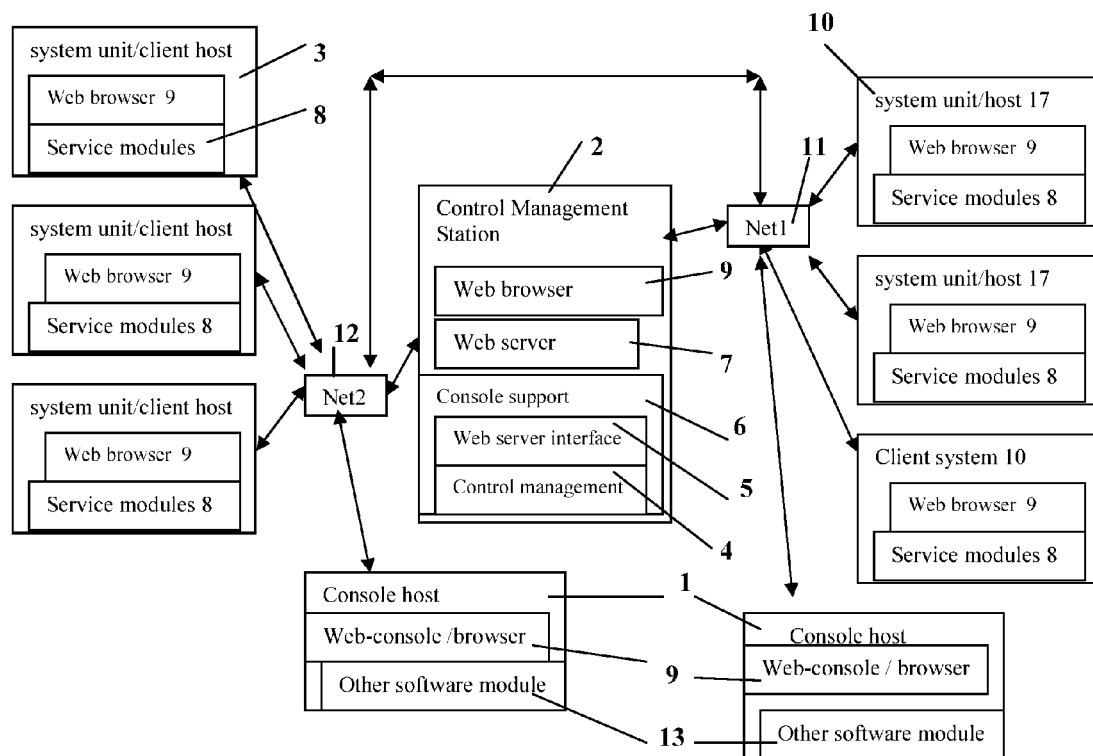 system unit/client host
3
Web browser 9
8
Service modules
system unit/client host
Web browser 9
Service modules 8
system unit/client host
Web browser 9
Service modules 8
12
Net2
2
Control Management
Station
9
Web browser
Web server
7
Console support
6
Web server interface
5
Control management
4
11
Net1
10
system unit/host 17
Web browser 9
Service modules 8
system unit/host 17
Web browser 9
Service modules 8
Client system 10
Web browser 9
Service modules 8
Console host
1
Web-console /browser
9
Other software module
13
Console host
Web-console / browser
Other software module